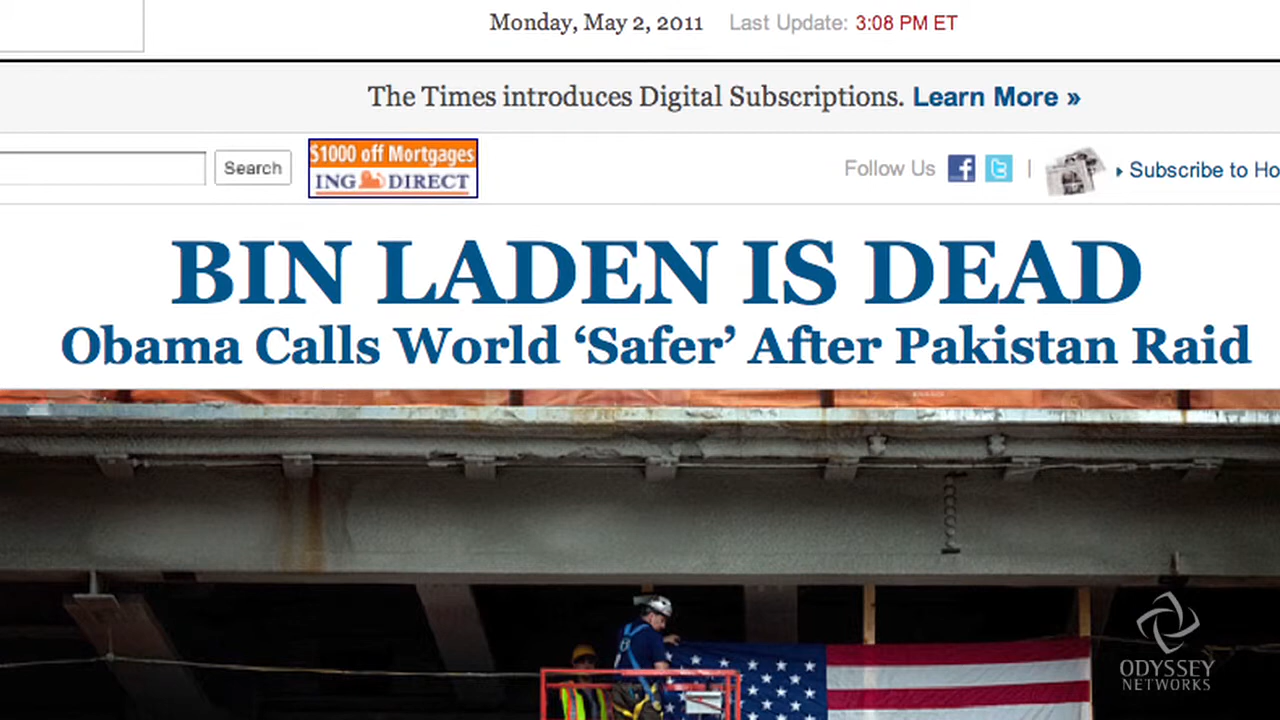 Monday, May 2, 2011 Last Update: 3:08 PM ET
The Times introduces Digital Subscriptions. Learn More »
Search
$1000 off Mortgages
ING DIRECT
Follow Us
Subscribe to Ho
BIN LADEN IS DEAD
Obama Calls World ‘Safer’ After Pakistan Raid
ODYSSEY
NETWORKS